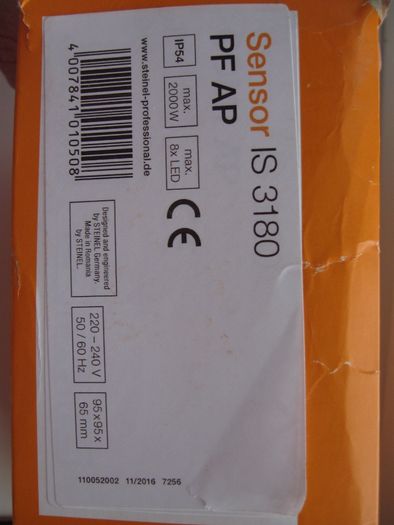 Sensor IS 3180
PF AP
IP54
max.
2000W
max.
8x LED
www.steinel-professional.de
4 007841 010508
CE
Designed and engineered
by STEINEL Germany.
Made in Romania
by STEINEL.
220 – 240 V
50 / 60 Hz
95x95x
65 mm
110052002 11/2016 7256